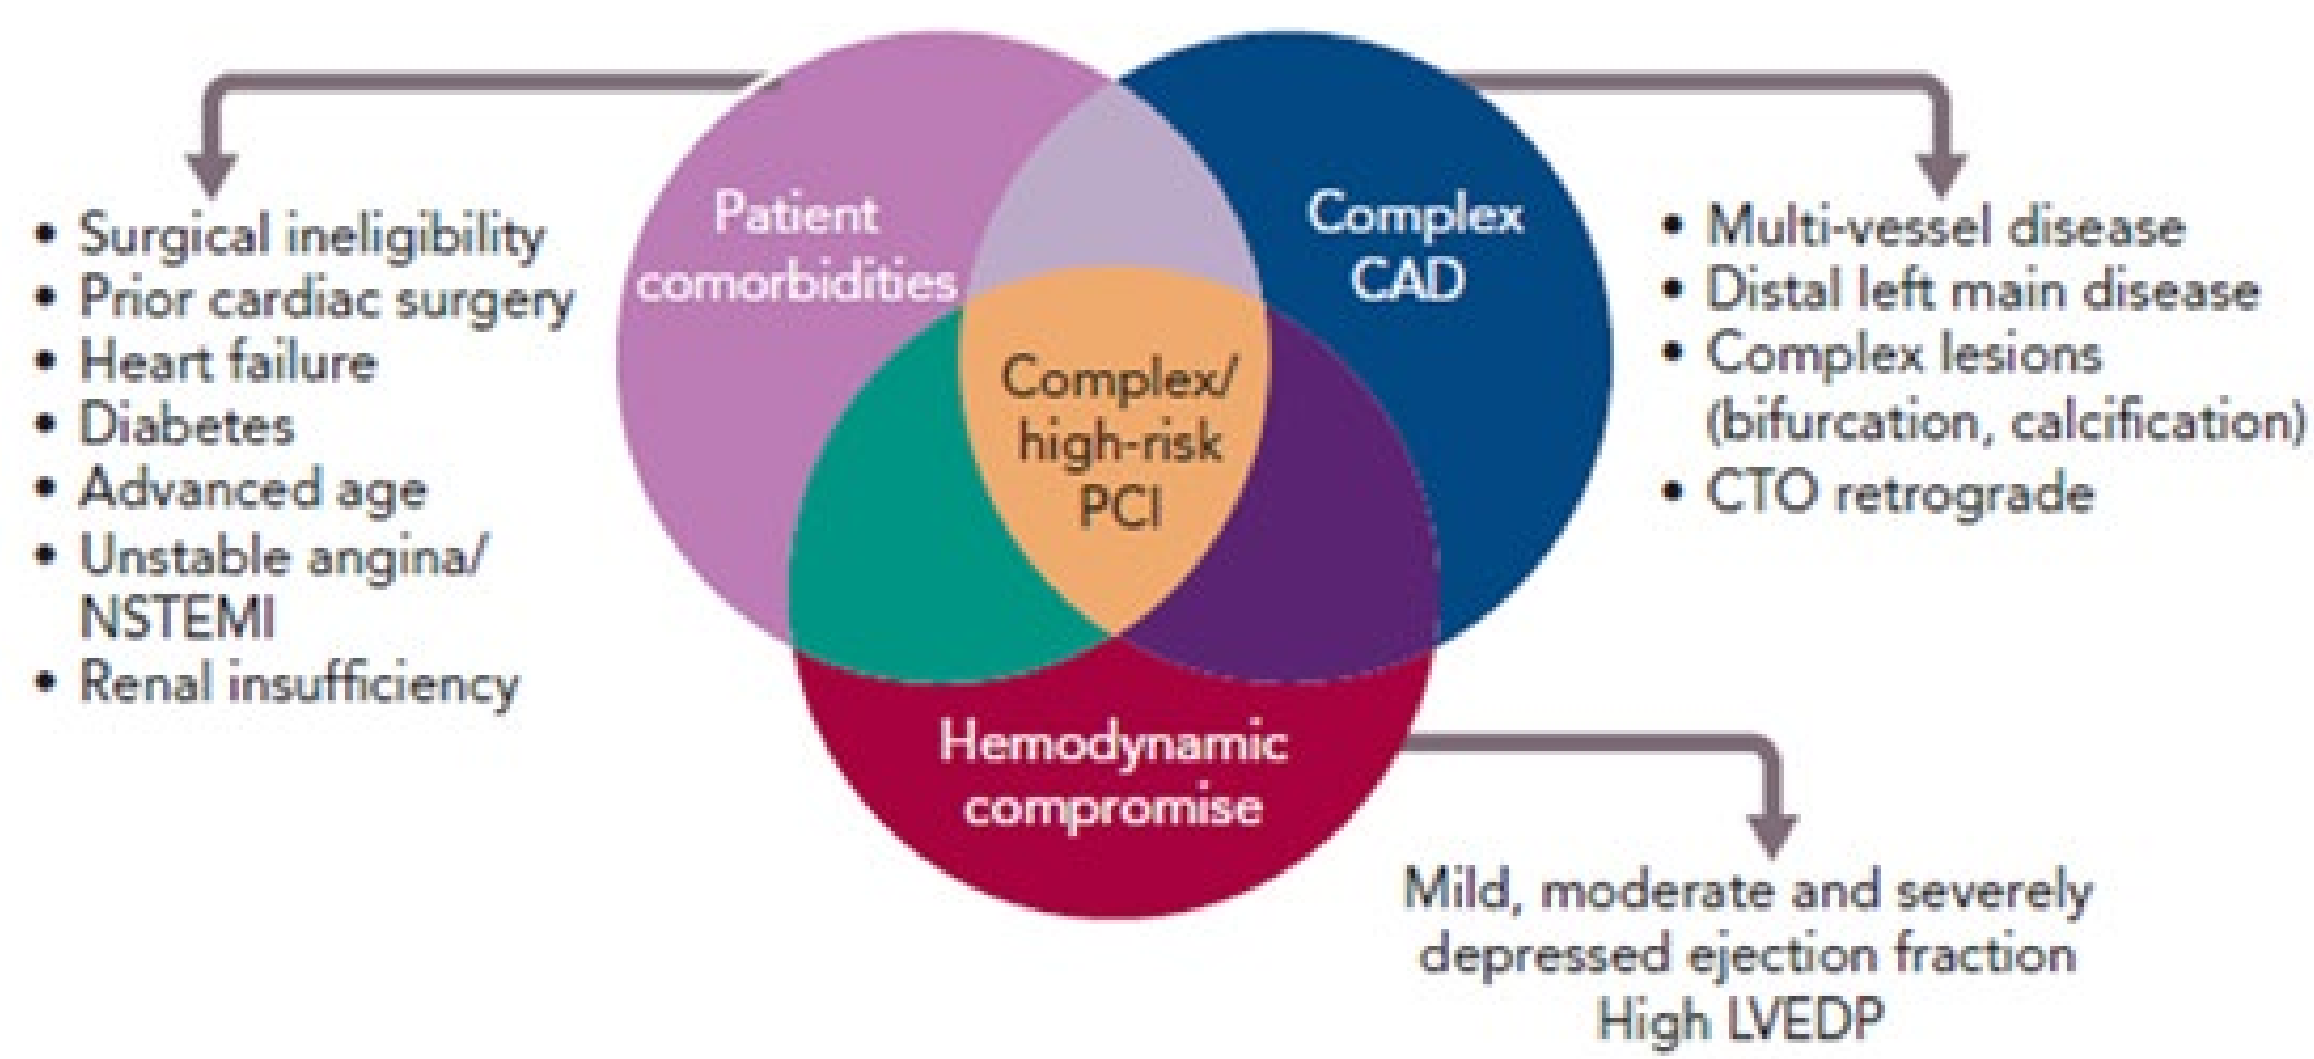 Patient
comorbidities
Complex
CAD
Complex/
high-risk
PCI
Hemodynamic
compromise
• Surgical ineligibility
• Prior cardiac surgery
• Heart failure
• Diabetes
• Advanced age
• Unstable angina/
NSTEMI
• Renal insufficiency
• Multi-vessel disease
• Distal left main disease
• Complex lesions
(bifurcation, calcification)
• CTO retrograde
Mild, moderate and severely
depressed ejection fraction
High LVEDP